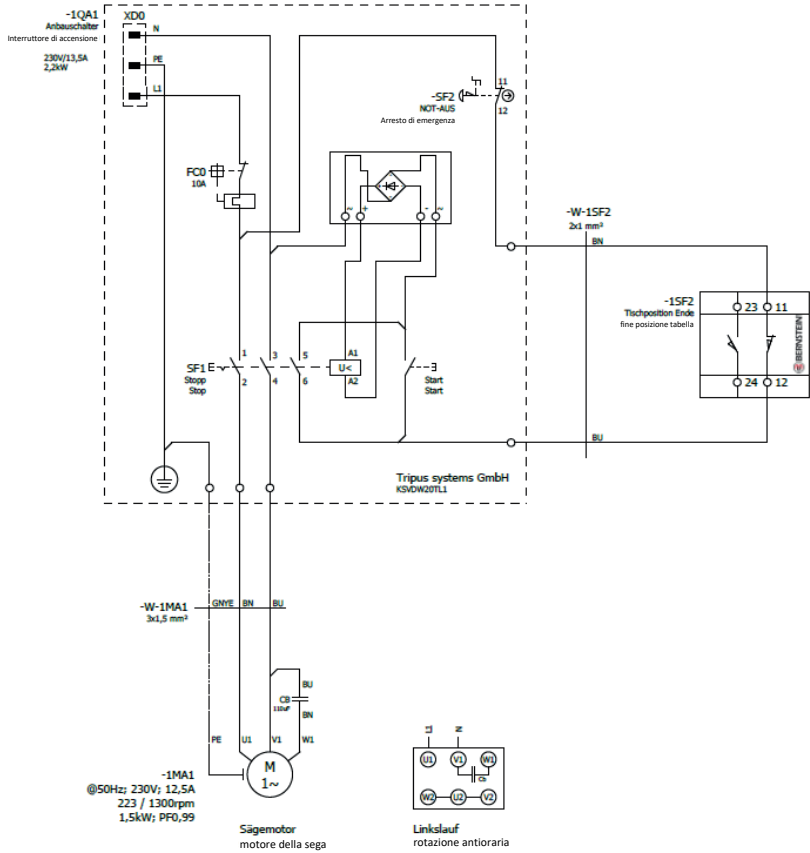 -1QA1
Anbauschalter
Interruttore di accensione
230V/13,5A
2,2kW
XD0
N
PE
L1
FC0
10A
-SF2
NOT-AUS
Arresto di emergenza
11
12
~ + - ~
-W-1SF2
2x1 mm²
BN
-1SF2
Tischposition Ende
fine posizione tabella
23 11
24 12
BERNSTEIN
SF1
Stopp
Stop
1 3 5
2 4 6
A1
U<
A2
Start
Start
BU
Tripus systems GmbH
KSVDW20TL1
-W-1MA1
3x1,5 mm²
GNYE BN BU
BU
CB
110uF
BN
PE U1 V1 W1
M
1~
-1MA1
@50Hz; 230V; 12,5A
223 / 1300rpm
1,5kW; PF0,99
Sägemotor
motore della sega
L1 N
U1 V1 W1
Cb
W2 U2 V2
Linkslauf
rotazione antioraria